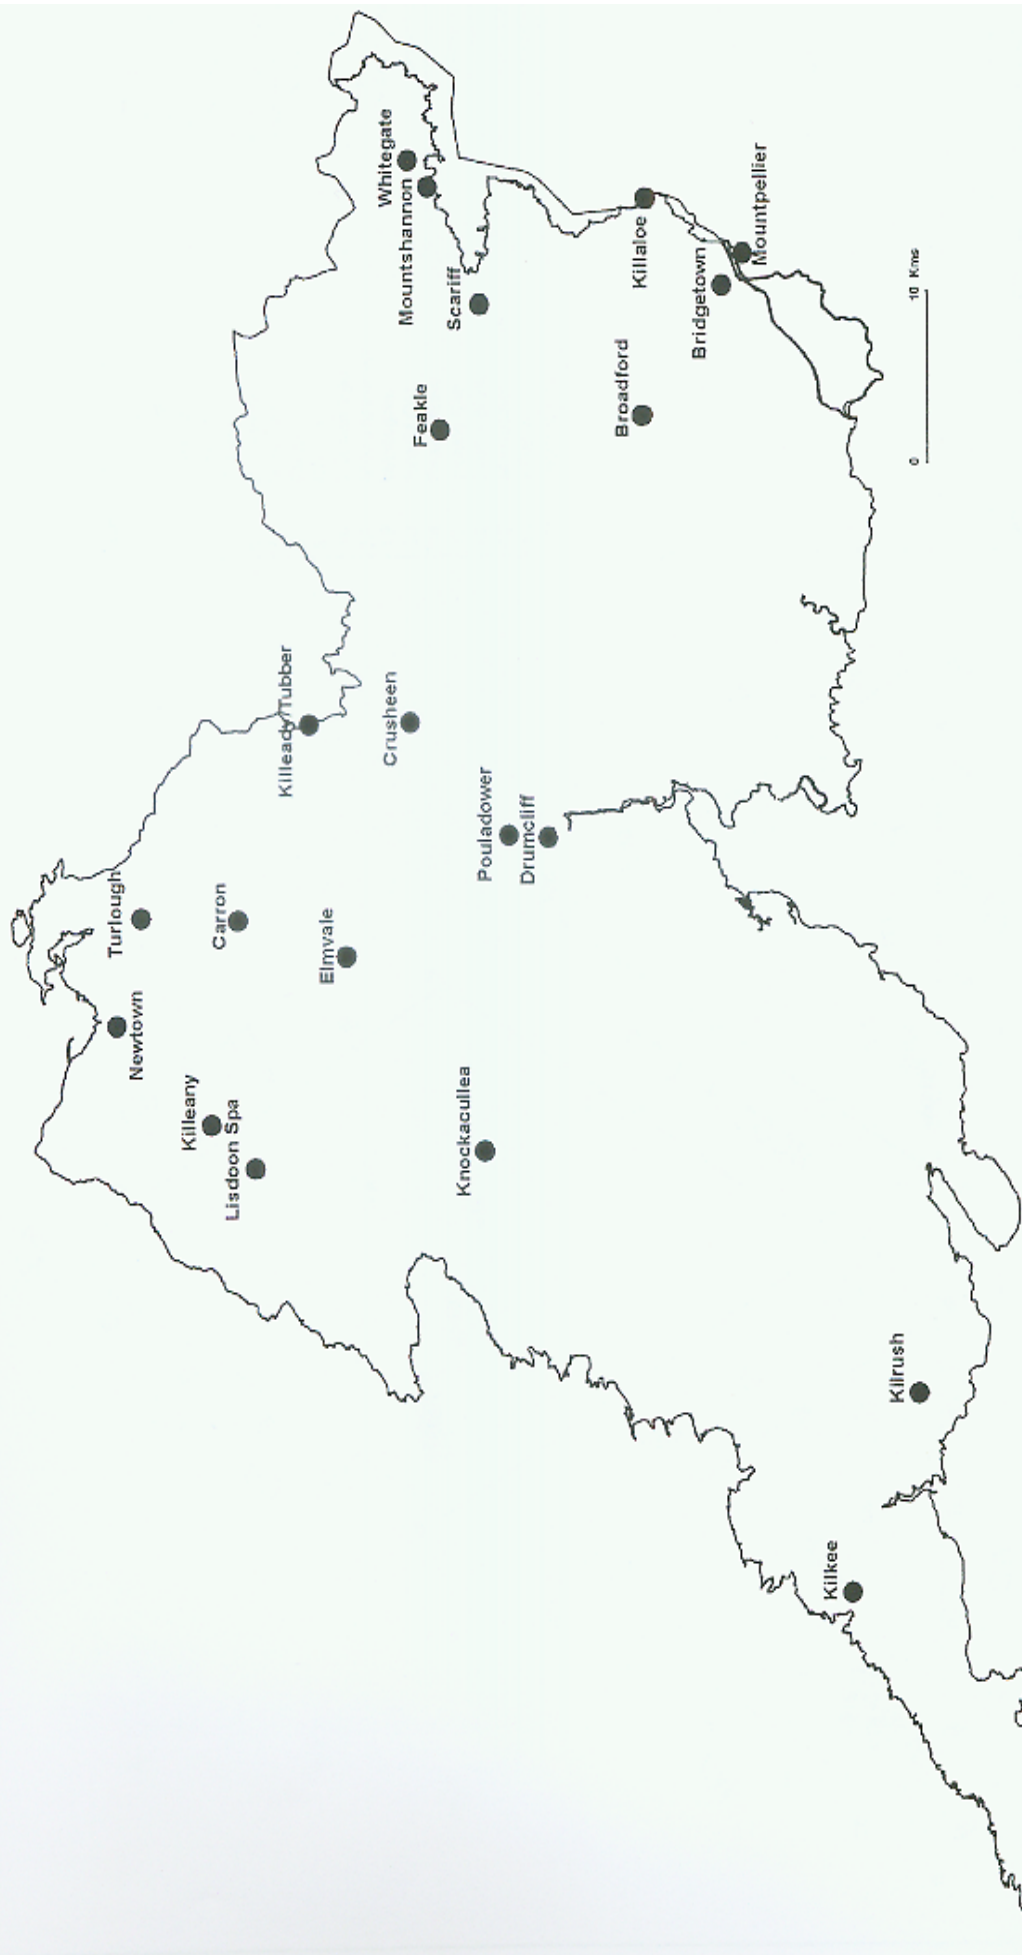 Whitegate
Mountshannon
Scariff
Killaloe
Mountpellier
Bridgetown
10 Kms
0
Feakle
Broadford
Killeady/Tubber
Crusheen
Pouladower
Drumcliff
Turlough
Carron
Elmvale
Newtown
Killeany
Lisdoon Spa
Knockacullea
Kilrush
Kilkee